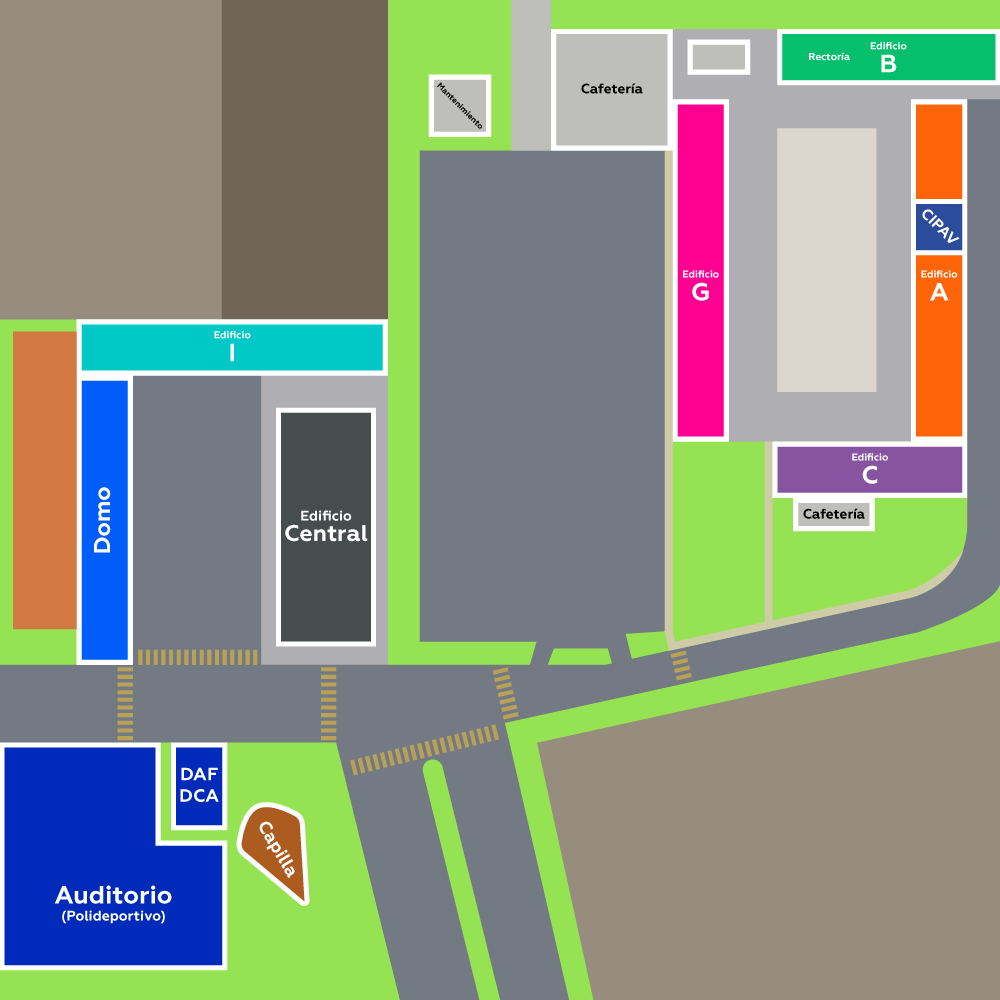 Edificio
Rectoría
B
Cafetería
Mantenimiento
CIPAV
Edificio
G
Edificio
A
Edificio
I
Edificio
C
Cafetería
Domo
Edificio
Central
DAF
DCA
Capilla
Auditorio
(Polideportivo)